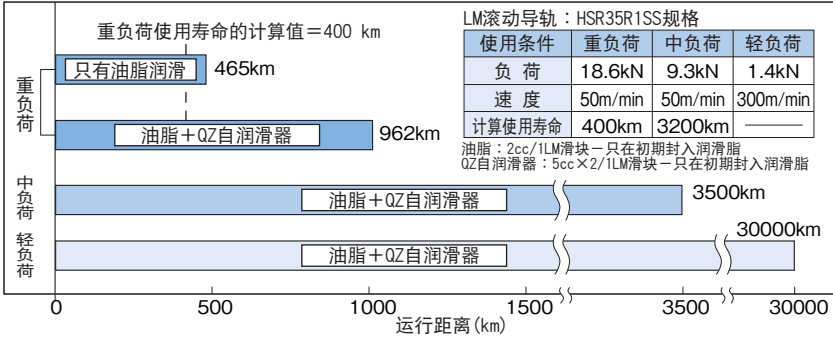 重负荷使用寿命的计算值＝400 km
重负荷
只有油脂润滑 465km
油脂＋QZ自润滑器 962km
中负荷
油脂＋QZ自润滑器 3500km
轻负荷
油脂＋QZ自润滑器 30000km
0 500 1000 1500 3500 30000
运行距离(km)
LM滚动导轨：HSR35R1SS规格
使用条件 重负荷 中负荷 轻负荷
负 荷 18.6kN 9.3kN 1.4kN
速 度 50m/min 50m/min 300m/min
计算使用寿命 400km 3200km ——
油脂：2cc/1LM滑块－只在初期封入润滑脂
QZ自润滑器：5cc×2/1LM滑块－只在初期封入润滑脂